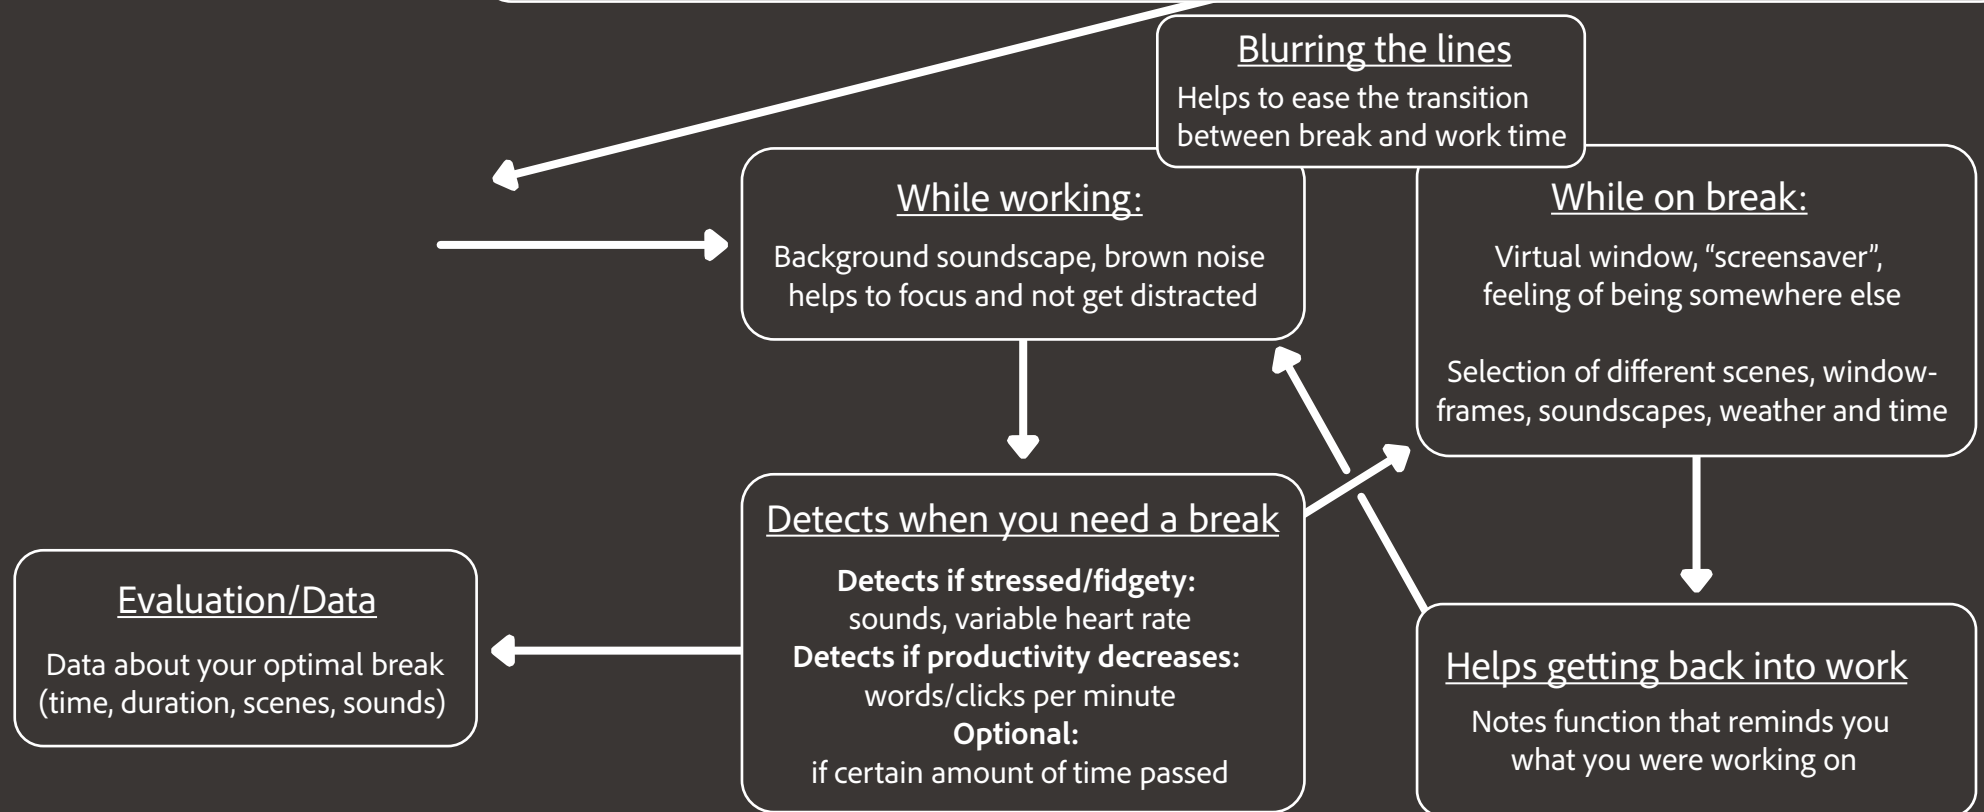 Blurring the lines
Helps to ease the transition
between break and work time
While working:
Background soundscape, brown noise
helps to focus and not get distracted
While on break:
Virtual window, “screensaver”,
feeling of being somewhere else
Selection of different scenes, window-
frames, soundscapes, weather and time
Detects when you need a break
Detects if stressed/fidgety:
sounds, variable heart rate
Detects if productivity decreases:
words/clicks per minute
Optional:
if certain amount of time passed
Evaluation/Data
Data about your optimal break
(time, duration, scenes, sounds)
Helps getting back into work
Notes function that reminds you
what you were working on